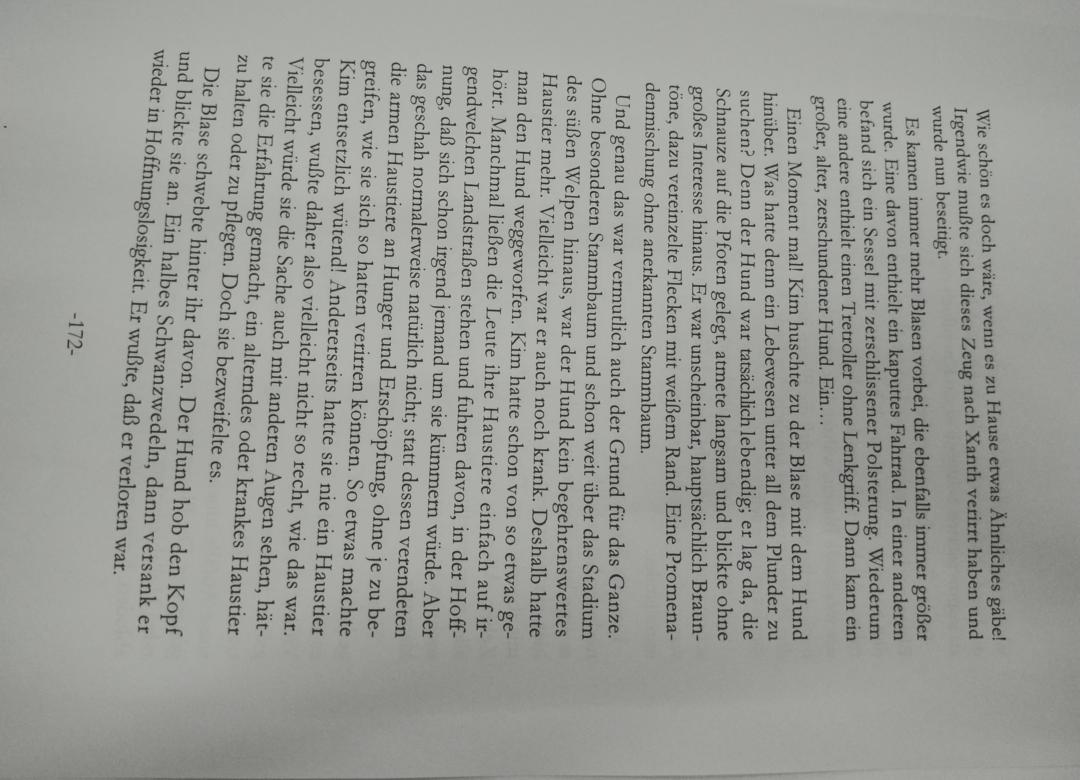 Wie schön es doch wäre, wenn es zu Hause etwas Ähnliches gäbe!
Irgendwie mußte sich dieses Zeug nach Xanth verirrt haben und
wurde nun beseitigt.
Es kamen immer mehr Blasen vorbei, die ebenfalls immer größer
wurde. Eine davon enthielt ein kaputtes Fahrrad. In einer anderen
befand sich ein Sessel mit zerschlissener Polsterung. Wiederum
eine andere enthielt einen Tretroller ohne Lenkgriff. Dann kam ein
großer, alter, zerschundener Hund. Ein…
Einen Moment mal! Kim huschte zu der Blase mit dem Hund
hinüber. Was hatte denn ein Lebewesen unter all dem Plunder zu
suchen? Denn der Hund war tatsächlich lebendig; er lag da, die
Schnauze auf die Pfoten gelegt, atmete langsam und blickte ohne
großes Interesse hinaus. Er war unscheinbar, hauptsächlich Braun-
töne, dazu vereinzelte Flecken mit weißem Rand. Eine Promena-
denmischung ohne anerkannten Stammbaum.
Und genau das war vermutlich auch der Grund für das Ganze.
Ohne besonderen Stammbaum und schon weit über das Stadium
des süßen Welpen hinaus, war der Hund kein begehrenswertes
Haustier mehr. Vielleicht war er auch noch krank. Deshalb hatte
man den Hund weggeworfen. Kim hatte schon von so etwas ge-
hört. Manchmal ließen die Leute ihre Haustiere einfach auf ir-
gendwelchen Landstraßen stehen und fuhren davon, in der Hoff-
nung, daß sich schon irgend jemand um sie kümmern würde. Aber
das geschah normalerweise natürlich nicht; statt dessen verendeten
die armen Haustiere an Hunger und Erschöpfung, ohne je zu be-
greifen, wie sie sich so hatten verirren können. So etwas machte
Kim entsetzlich wütend! Andererseits hatte sie nie ein Haustier
besessen, wußte daher also vielleicht nicht so recht, wie das war.
Vielleicht würde sie die Sache auch mit anderen Augen sehen, hät-
te sie die Erfahrung gemacht, ein alterndes oder krankes Haustier
zu halten oder zu pflegen. Doch sie bezweifelte es.
Die Blase schwebte hinter ihr davon. Der Hund hob den Kopf
und blickte sie an. Ein halbes Schwanzwedeln, dann versank er
wieder in Hoffnungslosigkeit. Er wußte, daß er verloren war.
-172-